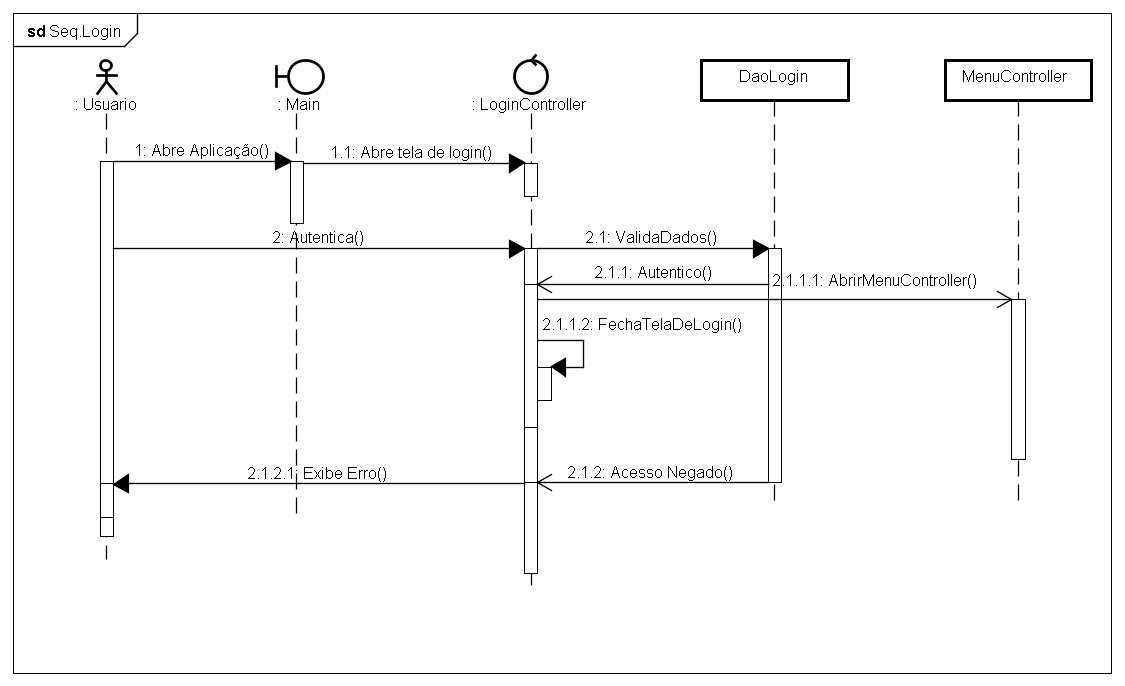 sd Seq.Login
: Usuario
: Main
: LoginController
DaoLogin
MenuController
1: Abre Aplicação()
1.1: Abre tela de login()
2: Autentica()
2.1: ValidaDados()
2.1.1: Autentico()
2.1.1.1: AbrirMenuController()
2.1.1.2: FechaTelaDeLogin()
2.1.2.1: Exibe Erro()
2.1.2: Acesso Negado()